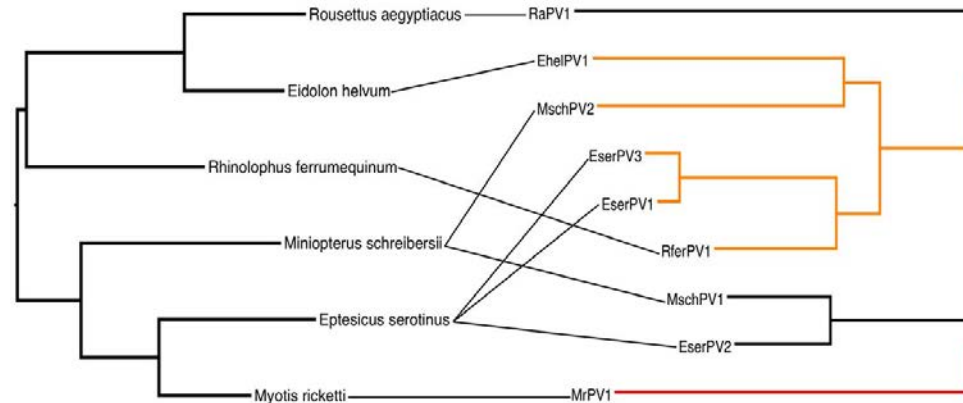 Rousettus aegyptiacus RaPV1
EhelPV1
Eidolon helvum
MschPV2
EserPV3
Rhinolophus ferrumequinum
EserPV1
Miniopterus schreibersii
RferPV1
MschPV1
Eptesicus serotinus
EserPV2
Myotis ricketti MrPV1